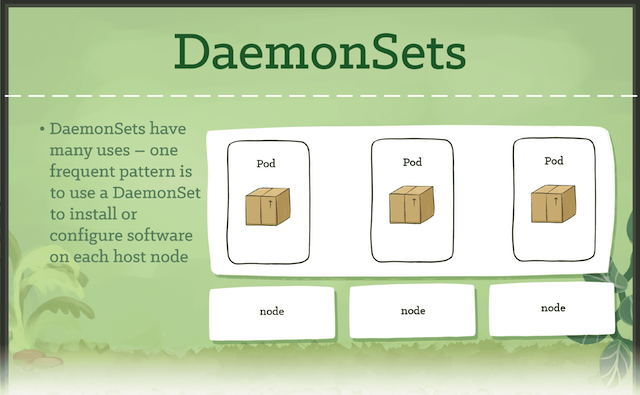 DaemonSets
• DaemonSets have
many uses – one
frequent pattern is
to use a DaemonSet
to install or
configure software
on each host node
Pod
Pod
Pod
node
node
node